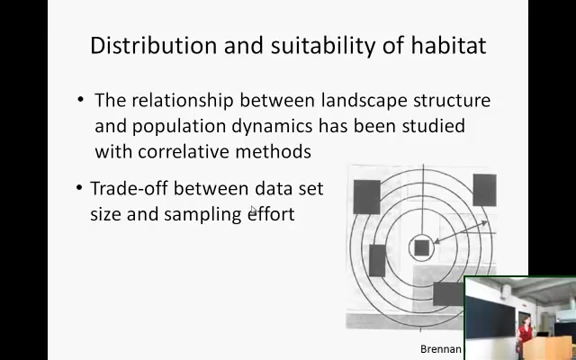 Distribution and suitability of habitat
• The relationship between landscape structure
and population dynamics has been studied
with correlative methods
• Trade-off between data set
size and sampling effort
Brennan